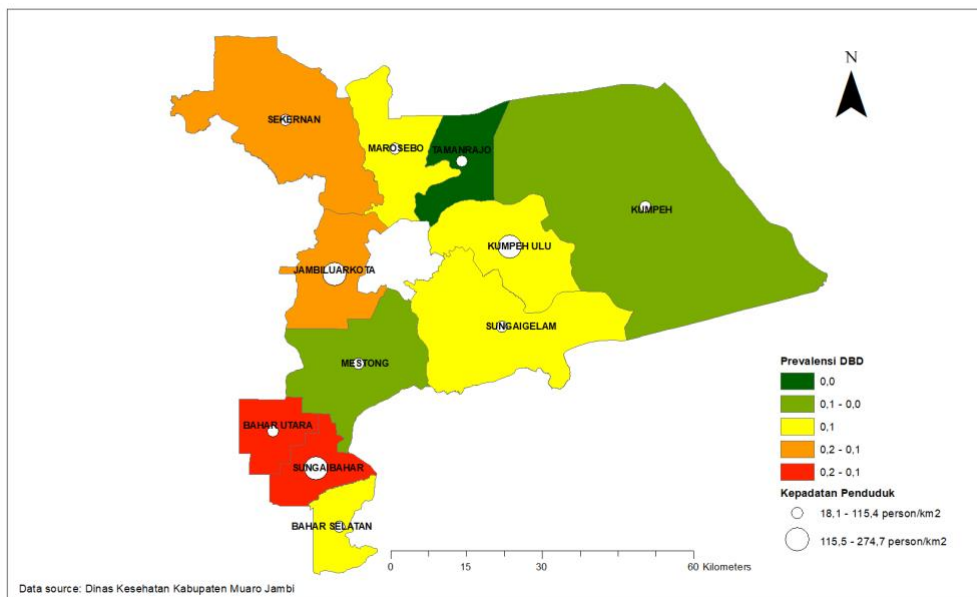 N
SEKERNAN
MAROSEBO
TAMANRAJO
KUMPEH
KUMPEH ULU
JAMBILUARKOTA
SUNGAIGELAM
MESTONG
BAHAR UTARA
SUNGAIBAHAR
BAHAR SELATAN
Prevalensi DBD
0,0
0,1 - 0,0
0,1
0,2 - 0,1
0,2 - 0,1
Kepadatan Penduduk
18,1 - 115,4 person/km2
115,5 - 274,7 person/km2
0 15 30 60 Kilometers
Data source: Dinas Kesehatan Kabupaten Muaro Jambi